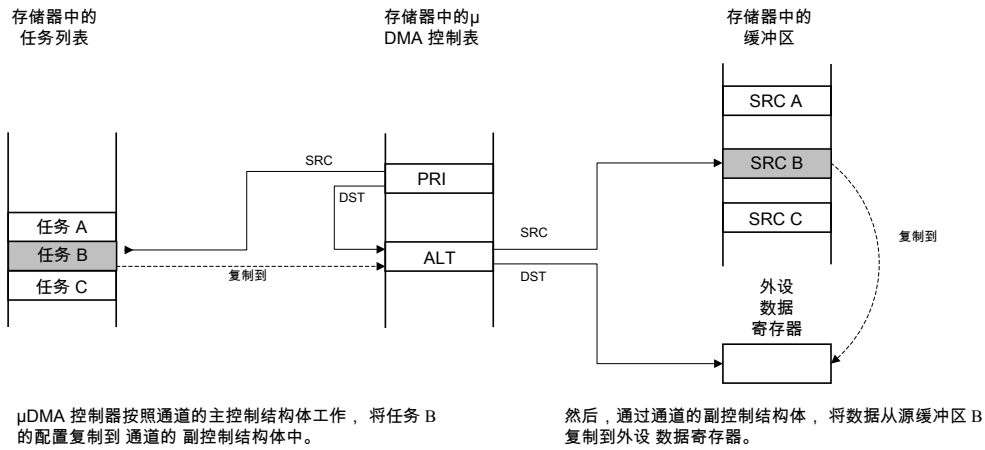 存储器中的
任务列表
存储器中的μ
DMA 控制表
存储器中的
缓冲区
SRC A
SRC
PRI
SRC B
DST
任务 A
SRC C
SRC
复制到
任务 B
ALT
复制到
DST
任务 C
外设
数据
寄存器
μDMA 控制器按照通道的主控制结构体工作 ，将任务 B
的配置复制到 通道的 副控制结构体中。
然后，通过通道的副控制结构体， 将数据从源缓冲区 B
复制到外设 数据寄存器。